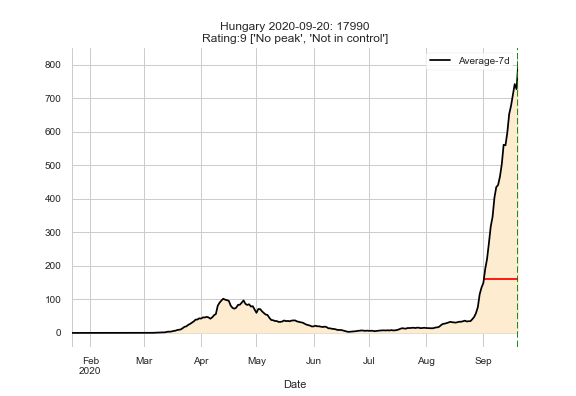 Hungary 2020-09-20: 17990
Rating:9 ['No peak', 'Not in control']
Average-7d
800
700
600
500
400
300
200
100
0
Feb
2020
Mar
Apr
May
Jun
Jul
Aug
Sep
Date